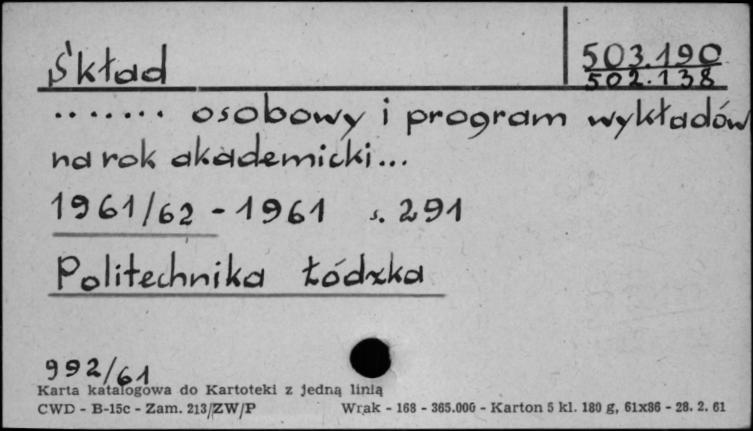 Skład
503.190
502.138
........ osobowy i program wykładów
na rok akademicki...
1961/62 - 1961 s. 291
Politechnika Łódzka
992/61
Karta katalogowa do Kartoteki z jedną linią
CWD - B-15c - Zam. 213/ZW/P Wrak - 168 - 365.000 - Karton 5 kl. 180 g, 61x86 - 28. 2. 61